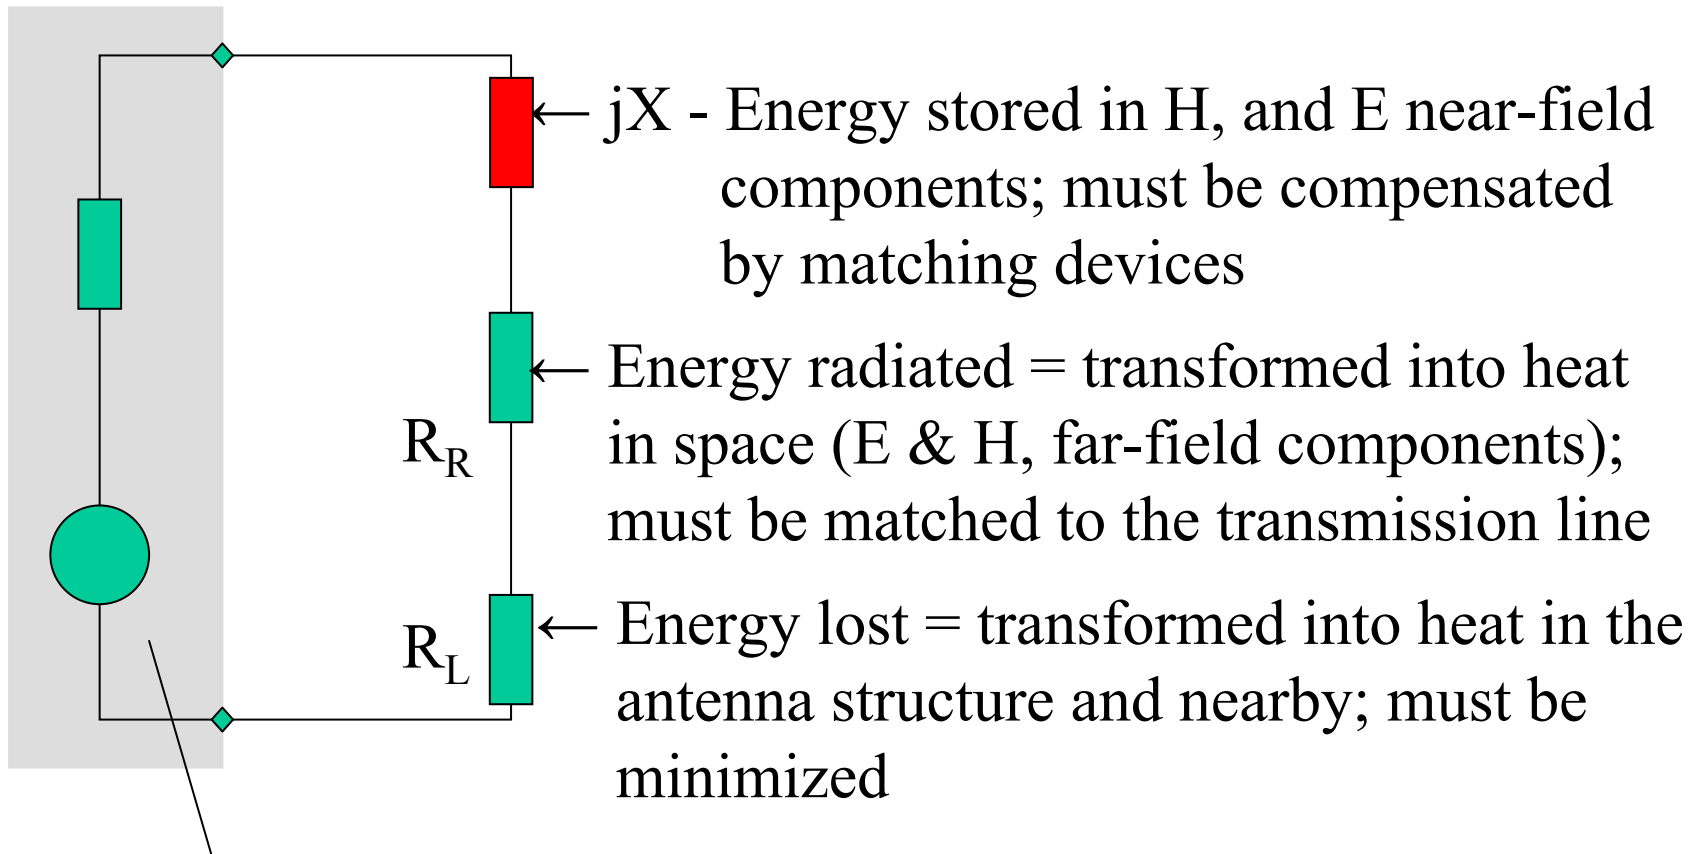 jX - Energy stored in H, and E near-field
components; must be compensated
by matching devices
Energy radiated = transformed into heat
in space (E & H, far-field components);
must be matched to the transmission line
R_R
Energy lost = transformed into heat in the
antenna structure and nearby; must be
minimized
R_L